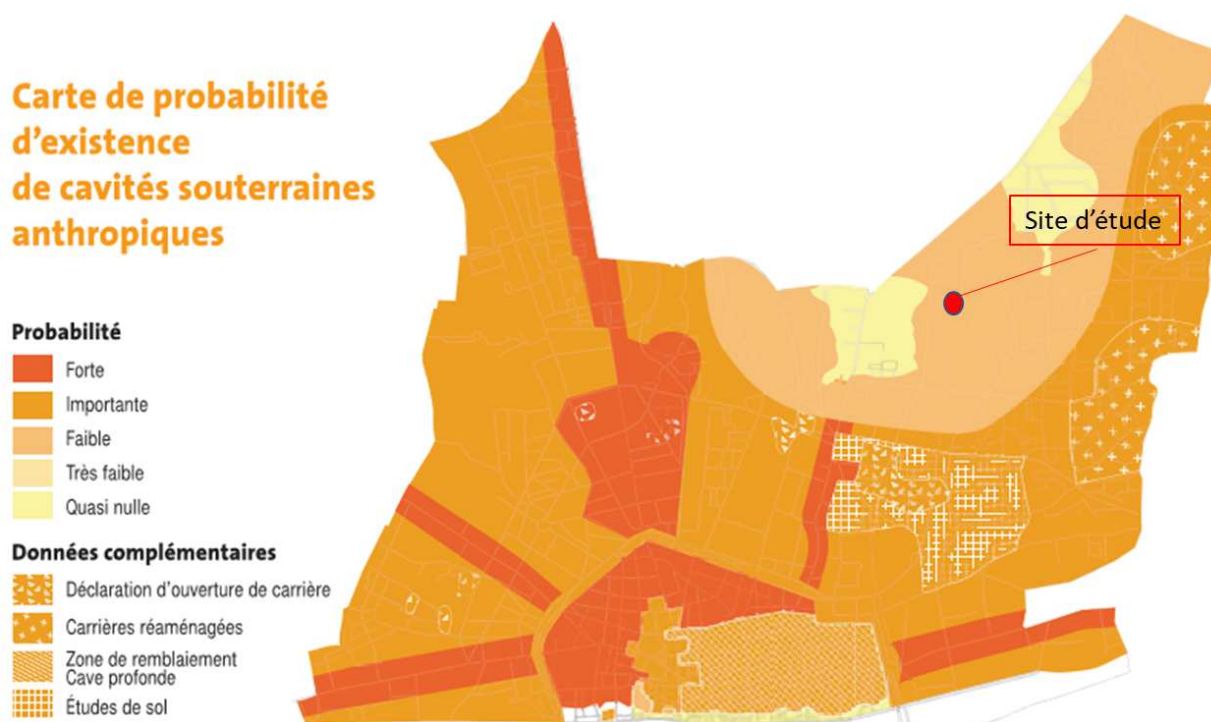 Carte de probabilité
d'existence
de cavités souterraines
anthropiques
Site d'étude
Probabilité
Forte
Importante
Faible
Très faible
Quasi nulle
Données complémentaires
Déclaration d'ouverture de carrière
Carrières réaménagées
Zone de remblaiement
Cave profonde
Études de sol